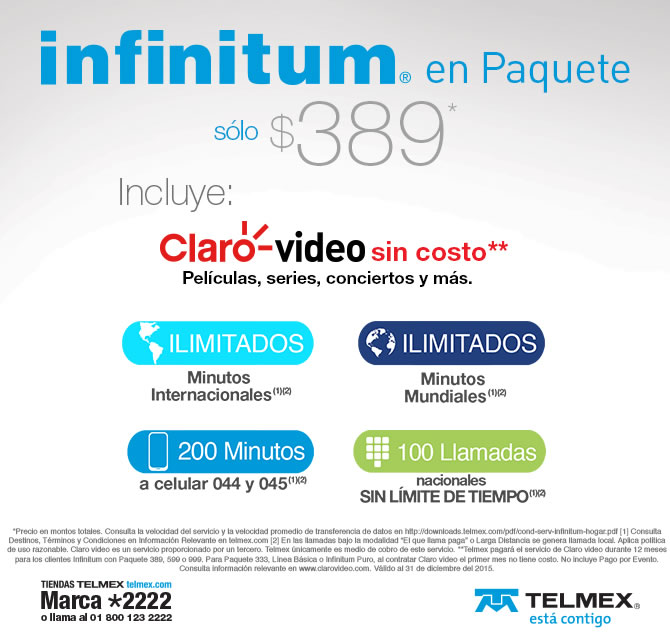 infinitum® en Paquete
sólo $389*
Incluye:
Claro-video sin costo**
Películas, series, conciertos y más.
ILIMITADOS
Minutos
Internacionales(1)(2)
ILIMITADOS
Minutos
Mundiales(1)(2)
200 Minutos
a celular 044 y 045(1)(2)
100 Llamadas
nacionales
SIN LÍMITE DE TIEMPO(1)(2)
*Precio en montos totales. Consulta la velocidad del servicio y la velocidad promedio de transferencia de datos en http://downloads.telmex.com/pdf/cond-serv-infinitum-hogar.pdf [1] Consulta
Destinos, Términos y Condiciones en Información Relevante en telmex.com [2] En las llamadas bajo la modalidad "El que llama paga" o Larga Distancia se genera llamada local. Aplica política
de uso razonable. Claro video es un servicio proporcionado por un tercero. Telmex únicamente es medio de cobro de este servicio. **Telmex pagará el servicio de Claro video durante 12 meses
para los clientes Infinitum con Paquete 389, 599 o 999. Para Paquete 333, Línea Básica o Infinitum Puro, al contratar Claro video el primer mes no tiene costo. No incluye Pago por Evento.
Consulta información relevante en www.clarovideo.com. Válido al 31 de diciembre del 2015.
TIENDAS TELMEX telmex.com
Marca *2222
o llama al 01 800 123 2222
TELMEX®
está contigo